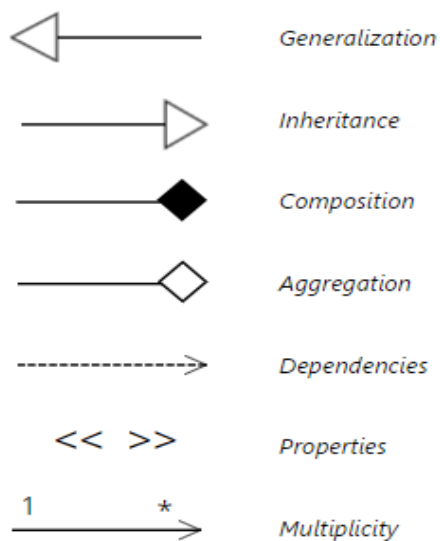 Generalization
Inheritance
Composition
Aggregation
Dependencies
<< >> Properties
1 *
Multiplicity